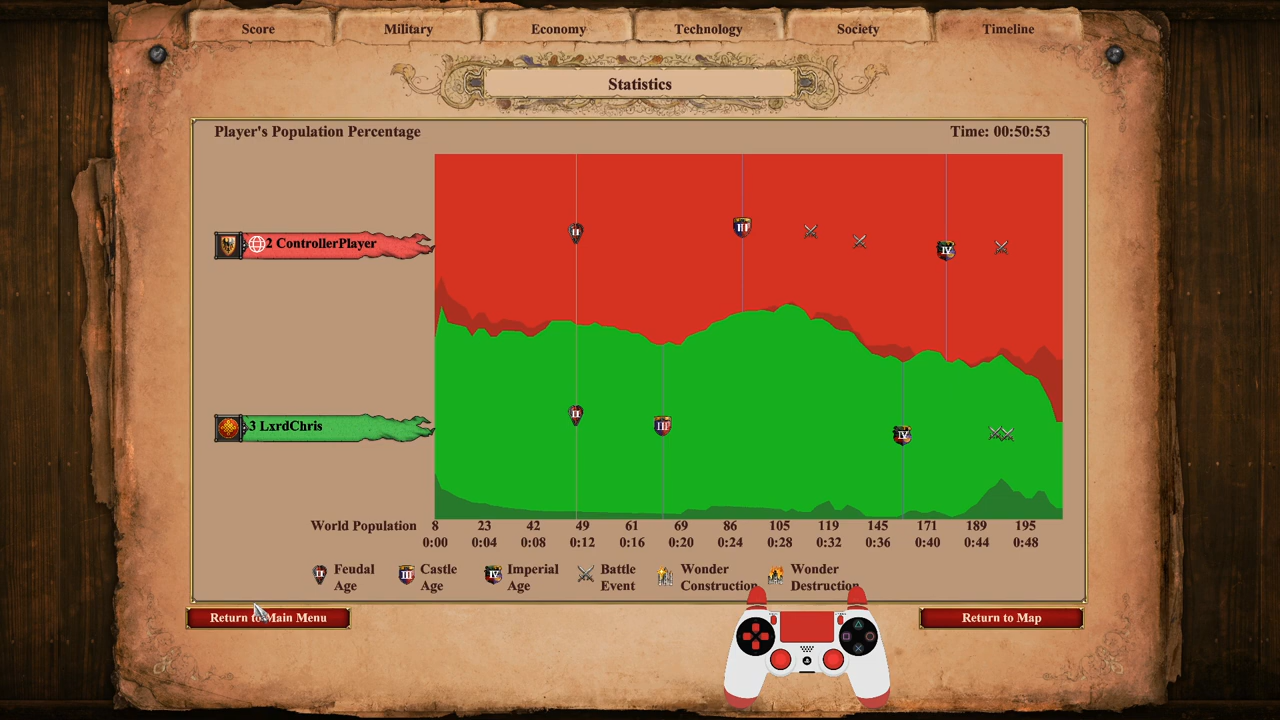 Score Military Economy Technology Society Timeline
Statistics
Player's Population Percentage Time: 00:50:53
2 ControllerPlayer
3 LxrdChris
World Population 8 23 42 49 61 69 86 105 119 145 171 189 195
0:00 0:04 0:08 0:12 0:16 0:20 0:24 0:28 0:32 0:36 0:40 0:44 0:48
II Feudal Age
III Castle Age
IV Imperial Age
Battle Event
Wonder Construction
Wonder Destruction
Return to Main Menu Return to Map